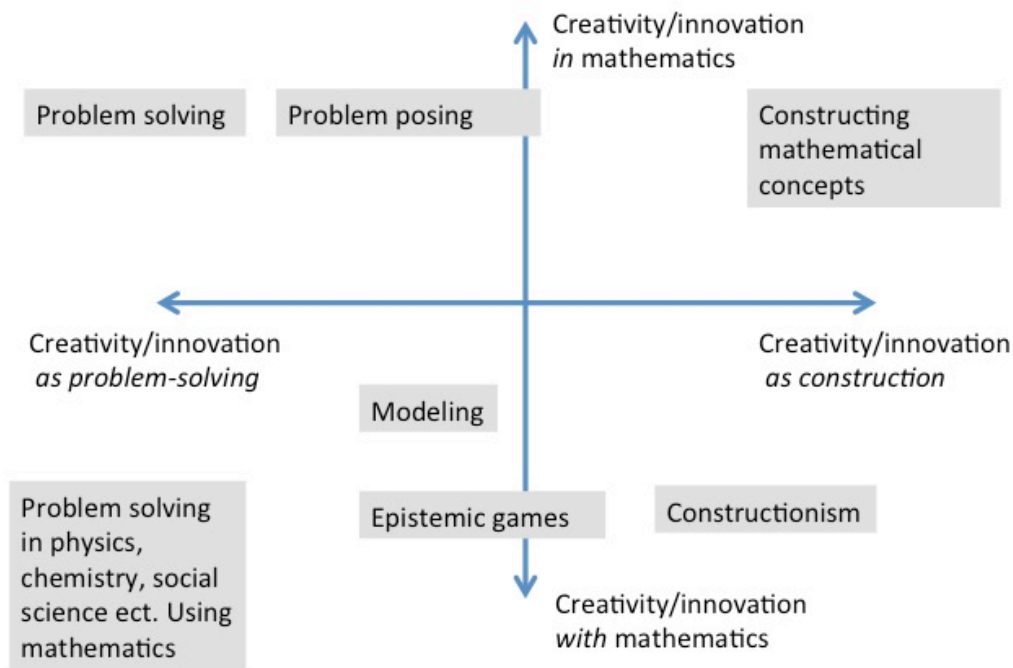 Creativity/innovation
in mathematics
Problem solving
Problem posing
Constructing
mathematical
concepts
Creativity/innovation
as problem-solving
Creativity/innovation
as construction
Modeling
Problem solving
in physics,
chemistry, social
science ect. Using
mathematics
Epistemic games
Constructionism
Creativity/innovation
with mathematics